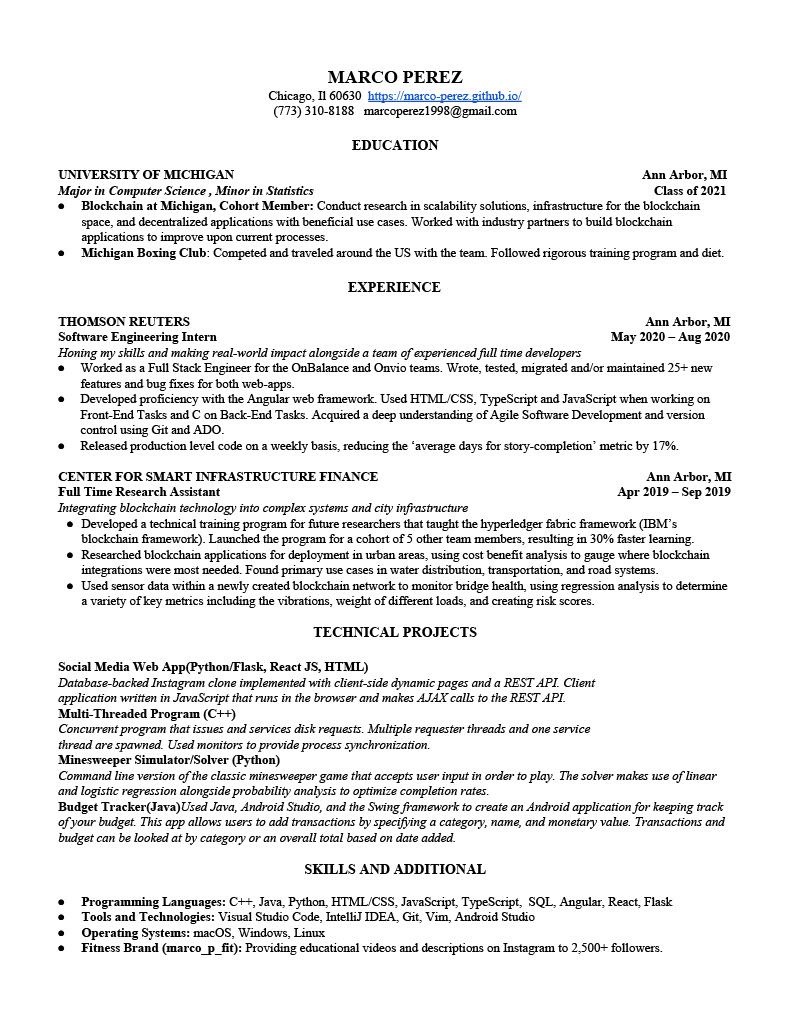 MARCO PEREZ
Chicago, Il 60630 https://marco-perez.github.io/
(773) 310-8188 marcoperez1998@gmail.com
EDUCATION
UNIVERSITY OF MICHIGAN Ann Arbor, MI
Major in Computer Science , Minor in Statistics Class of 2021
● Blockchain at Michigan, Cohort Member: Conduct research in scalability solutions, infrastructure for the blockchain
space, and decentralized applications with beneficial use cases. Worked with industry partners to build blockchain
applications to improve upon current processes.
● Michigan Boxing Club: Competed and traveled around the US with the team. Followed rigorous training program and diet.
EXPERIENCE
THOMSON REUTERS Ann Arbor, MI
Software Engineering Intern May 2020 – Aug 2020
Honing my skills and making real-world impact alongside a team of experienced full time developers
● Worked as a Full Stack Engineer for the OnBalance and Onvio teams. Wrote, tested, migrated and/or maintained 25+ new
features and bug fixes for both web-apps.
● Developed proficiency with the Angular web framework. Used HTML/CSS, TypeScript and JavaScript when working on
Front-End Tasks and C on Back-End Tasks. Acquired a deep understanding of Agile Software Development and version
control using Git and ADO.
● Released production level code on a weekly basis, reducing the ‘average days for story-completion’ metric by 17%.
CENTER FOR SMART INFRASTRUCTURE FINANCE Ann Arbor, MI
Full Time Research Assistant Apr 2019 – Sep 2019
Integrating blockchain technology into complex systems and city infrastructure
● Developed a technical training program for future researchers that taught the hyperledger fabric framework (IBM’s
blockchain framework). Launched the program for a cohort of 5 other team members, resulting in 30% faster learning.
● Researched blockchain applications for deployment in urban areas, using cost benefit analysis to gauge where blockchain
integrations were most needed. Found primary use cases in water distribution, transportation, and road systems.
● Used sensor data within a newly created blockchain network to monitor bridge health, using regression analysis to determine
a variety of key metrics including the vibrations, weight of different loads, and creating risk scores.
TECHNICAL PROJECTS
Social Media Web App(Python/Flask, React JS, HTML)
Database-backed Instagram clone implemented with client-side dynamic pages and a REST API. Client
application written in JavaScript that runs in the browser and makes AJAX calls to the REST API.
Multi-Threaded Program (C++)
Concurrent program that issues and services disk requests. Multiple requester threads and one service
thread are spawned. Used monitors to provide process synchronization.
Minesweeper Simulator/Solver (Python)
Command line version of the classic minesweeper game that accepts user input in order to play. The solver makes use of linear
and logistic regression alongside probability analysis to optimize completion rates.
Budget Tracker(Java)Used Java, Android Studio, and the Swing framework to create an Android application for keeping track
of your budget. This app allows users to add transactions by specifying a category, name, and monetary value. Transactions and
budget can be looked at by category or an overall total based on date added.
SKILLS AND ADDITIONAL
● Programming Languages: C++, Java, Python, HTML/CSS, JavaScript, TypeScript, SQL, Angular, React, Flask
● Tools and Technologies: Visual Studio Code, IntelliJ IDEA, Git, Vim, Android Studio
● Operating Systems: macOS, Windows, Linux
● Fitness Brand (marco_p_fit): Providing educational videos and descriptions on Instagram to 2,500+ followers.